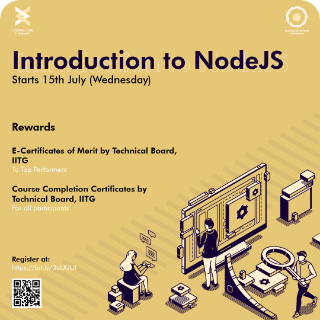 Introduction to NodeJS
Starts 15th July (Wednesday)
Rewards
E-Certificates of Merit by Technical Board,
IITG
To Top Performers
Course Completion Certificates by
Technical Board, IITG
For all participants
Register at: